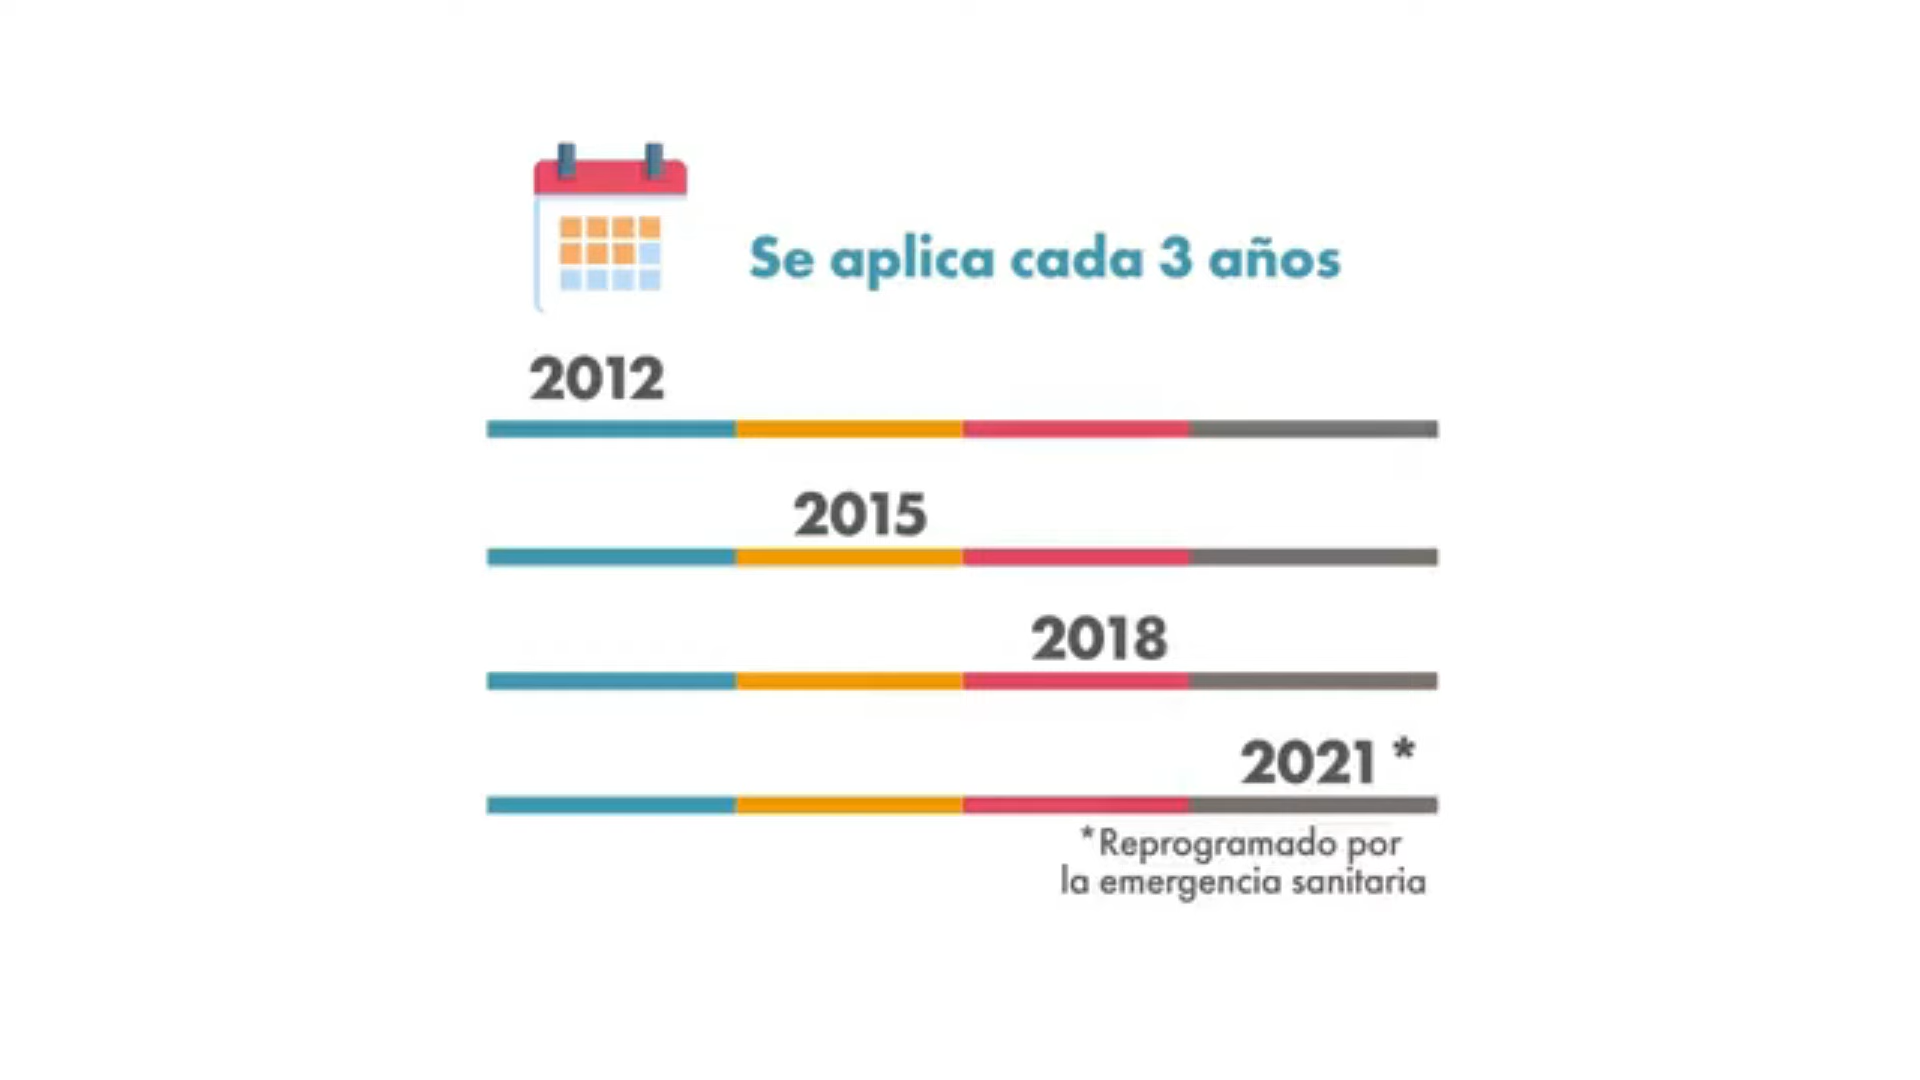 Se aplica cada 3 años
2012
2015
2018
2021 *
*Reprogramado por
la emergencia sanitaria